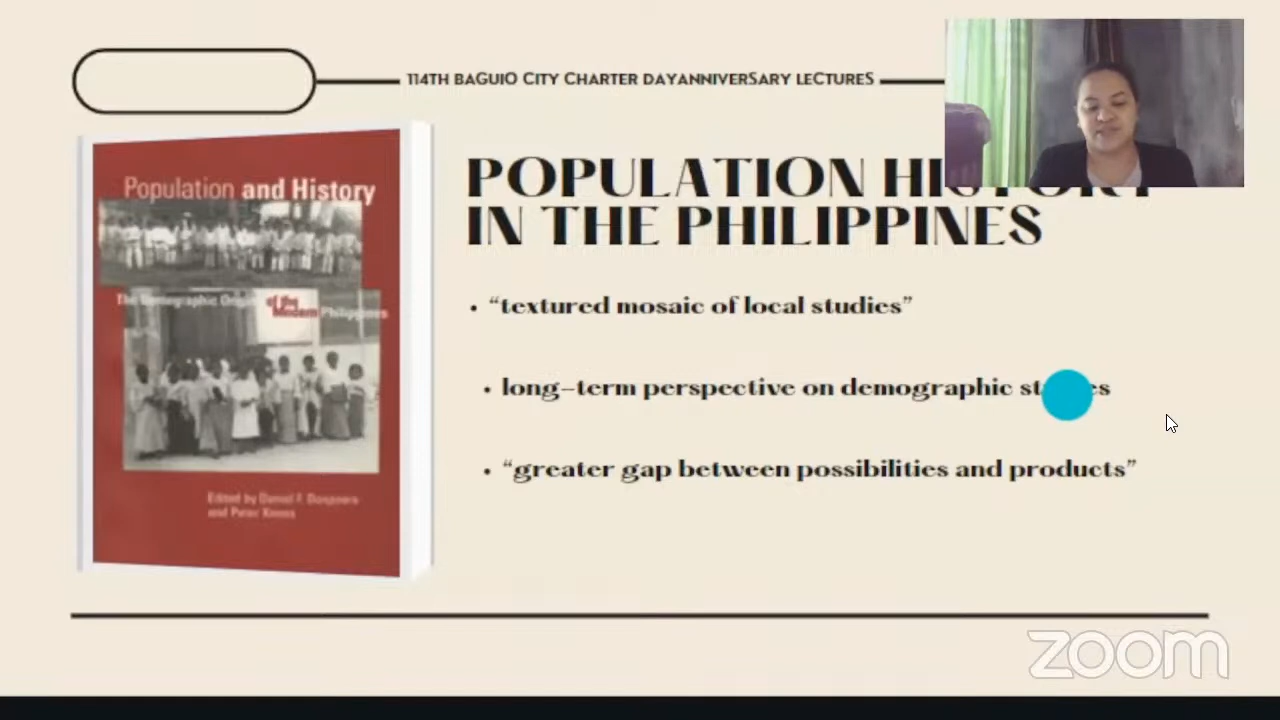 114TH BAGUIO CITY CHARTER DAYANNIVERSARY LECTURES
Population and History
The Demographic Origins of the Modern Philippines
Edited by Daniel F. Doeppers
and Peter Xenos
POPULATION HISTORY
IN THE PHILIPPINES
• “textured mosaic of local studies”
• long-term perspective on demographic
• “greater gap between possibilities and products”
zoom